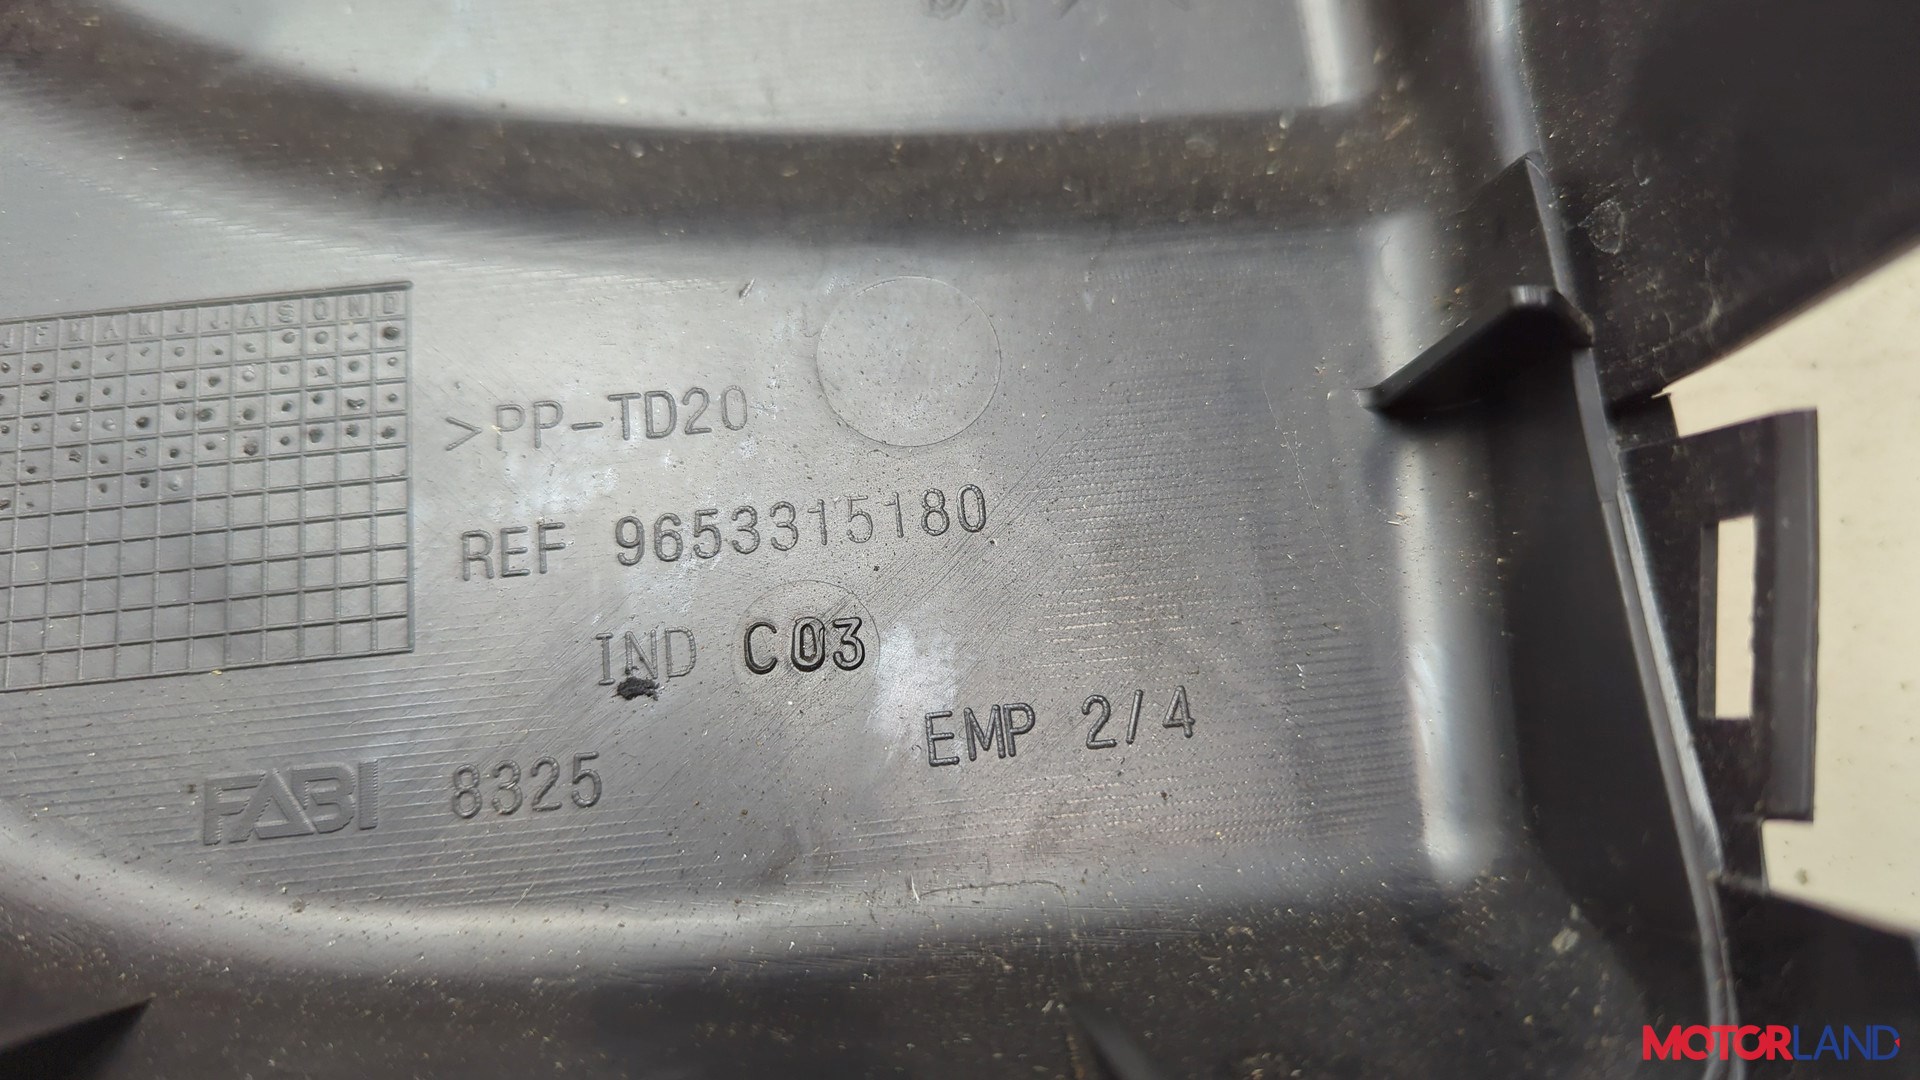 J F M A M J J A S O N D
>PP-TD20
REF 9653315180
IND C03
EMP 2/4
FABI 8325
MOTORLAND